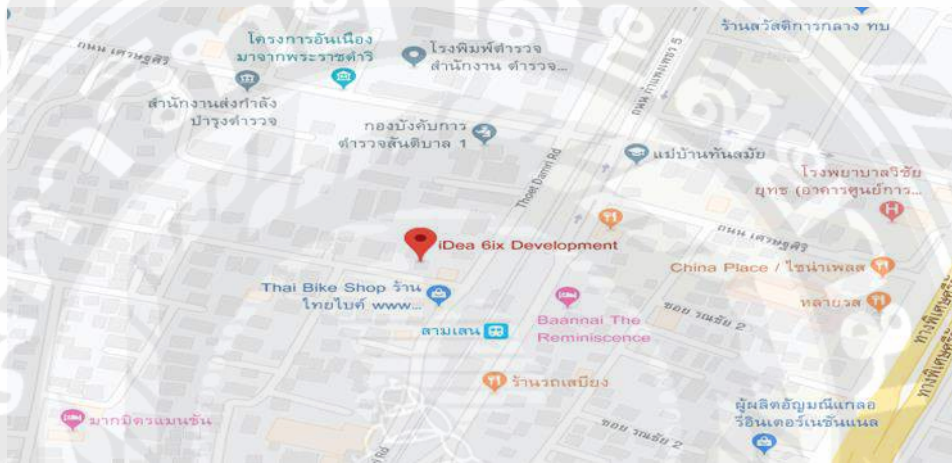 ร้านสวัสดิการกลาง ทบ
ถนน เศรษฐศิริ
โครงการอันเนื่อง
มาจากพระราชดำริ
โรงพิมพ์ตำรวจ
สำนักงาน ตำรวจ...
ถนน กำแพงเพชร 5
สำนักงานส่งกำลัง
บำรุงตำรวจ
กองบังคับการ
ตำรวจสันติบาล 1
แม่บ้านทันสมัย
โรงพยาบาลวิชัย
ยุทธ (อาคารศูนย์การ...
Thoet Damri Rd
ถนน เศรษฐศิริ
iDea 6ix Development
China Place / ไชน่าเพลส
Thai Bike Shop ร้าน
ไทยไบค์ www...
หลายรส
ซอย รณชัย 2
Baannai The
Reminiscence
สามเสน
ทางพิเศษศรีรัช
ร้านรถเสบียง
มากมิตรแมนชั่น
ผู้ผลิตอัญมณีแกลอ
รี่อินเตอร์เนชั่นแนล
ซอย รณชัย 2